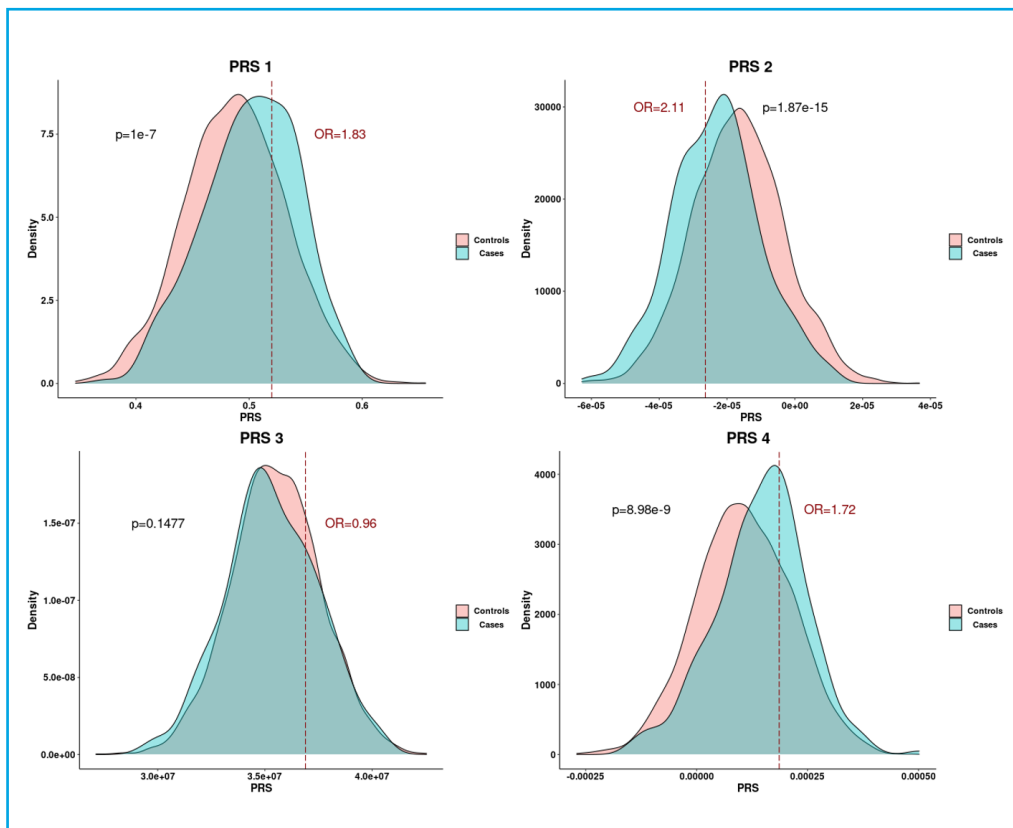 PRS 1
7.5
5.0
2.5
0.0
Density
p=1e-7
OR=1.83
0.4
0.5
0.6
PRS
Controls
Cases
PRS 2
30000
20000
10000
0
Density
OR=2.11
p=1.87e-15
-6e-05
-4e-05
-2e-05
0e+00
2e-05
4e-05
PRS
Controls
Cases
PRS 3
1.5e-07
1.0e-07
5.0e-08
0.0e+00
Density
p=0.1477
OR=0.96
3.0e+07
3.5e+07
4.0e+07
PRS
Controls
Cases
PRS 4
4000
3000
2000
1000
0
Density
p=8.98e-9
OR=1.72
-0.00025
0.00000
0.00025
0.00050
PRS
Controls
Cases